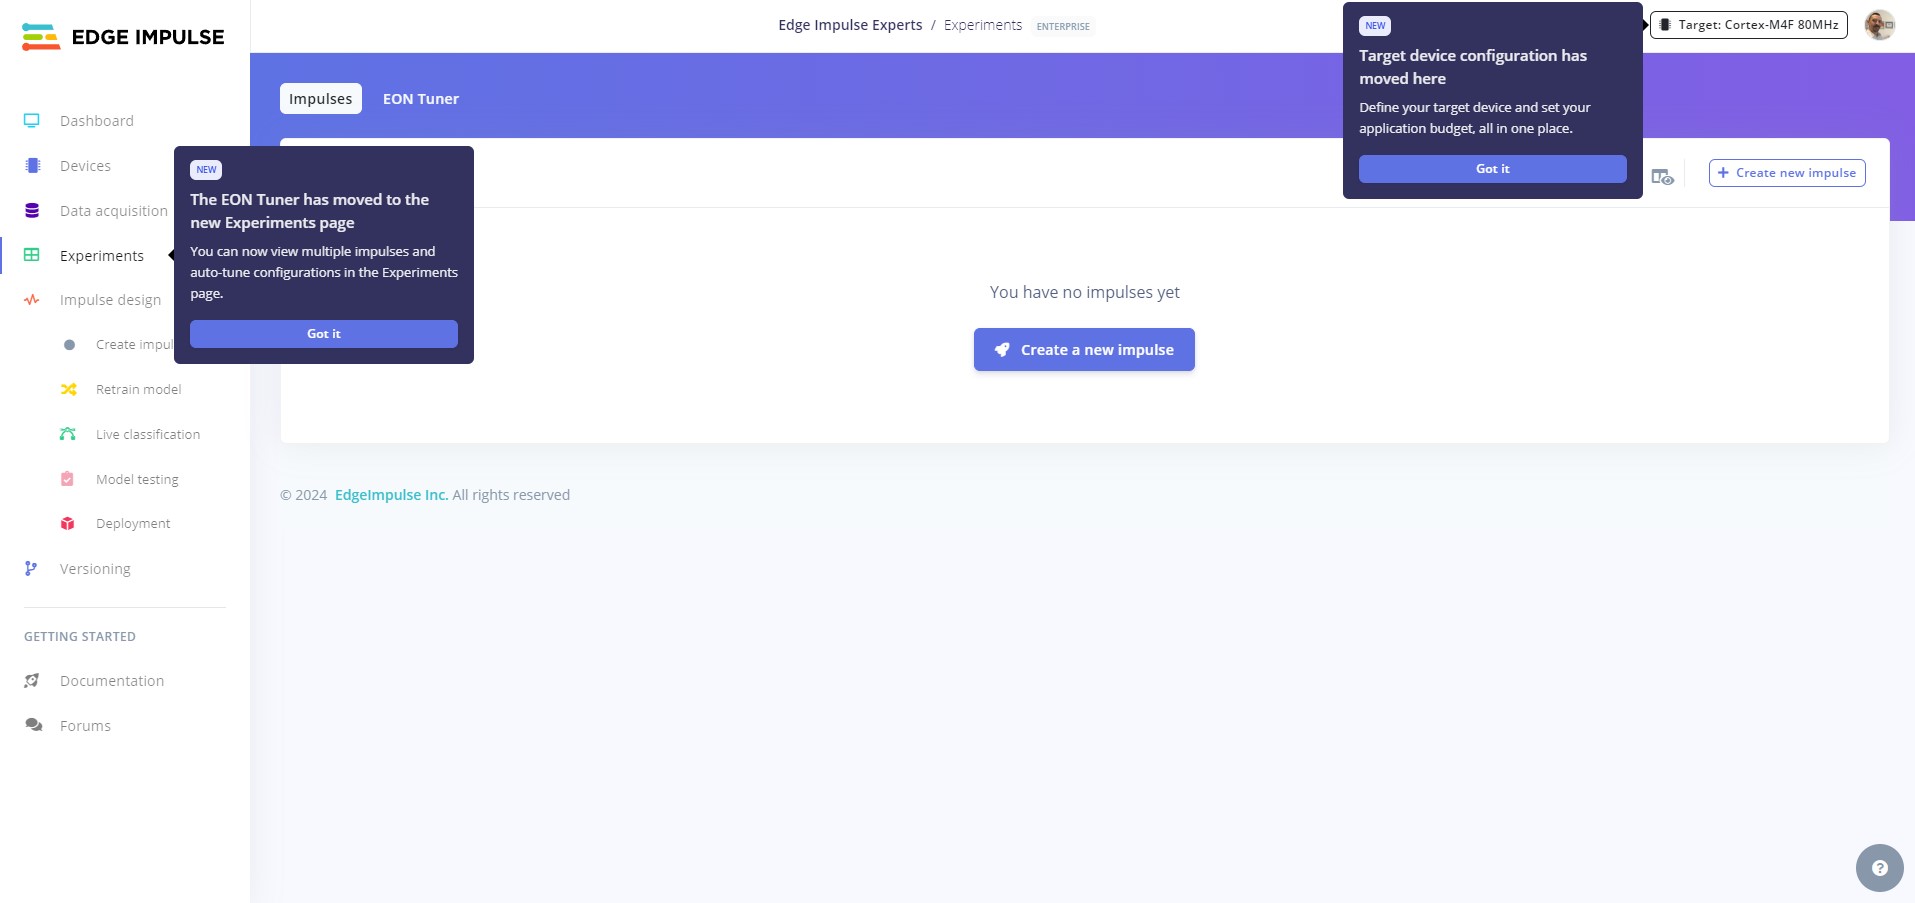 EDGE IMPULSE
Edge Impulse Experts / Experiments ENTERPRISE
Target: Cortex-M4F 80MHz
NEW
Target device configuration has
moved here
Define your target device and set your
application budget, all in one place.
Got it
Impulses
EON Tuner
Create new impulse
Dashboard
Devices
Data acquisition
Experiments
Impulse design
Create impul
Retrain model
Live classification
Model testing
Deployment
Versioning
GETTING STARTED
Documentation
Forums
NEW
The EON Tuner has moved to the
new Experiments page
You can now view multiple impulses and
auto-tune configurations in the Experiments
page.
Got it
You have no impulses yet
Create a new impulse
© 2024 EdgeImpulse Inc. All rights reserved
?